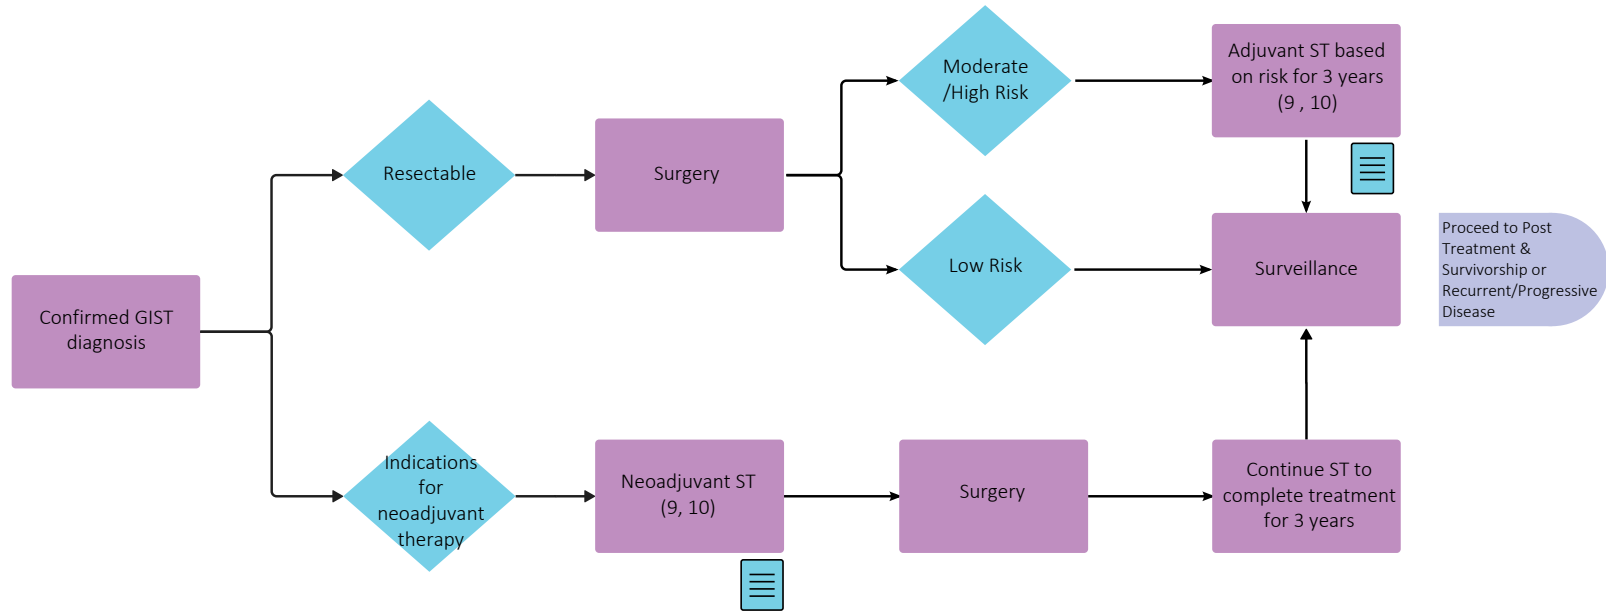 Confirmed GIST
diagnosis
Resectable
Surgery
Moderate
/High Risk
Adjuvant ST based
on risk for 3 years
(9 , 10)
Low Risk
Surveillance
Proceed to Post
Treatment &
Survivorship or
Recurrent/Progressive
Disease
Indications
for
neoadjuvant
therapy
Neoadjuvant ST
(9, 10)
Surgery
Continue ST to
complete treatment
for 3 years